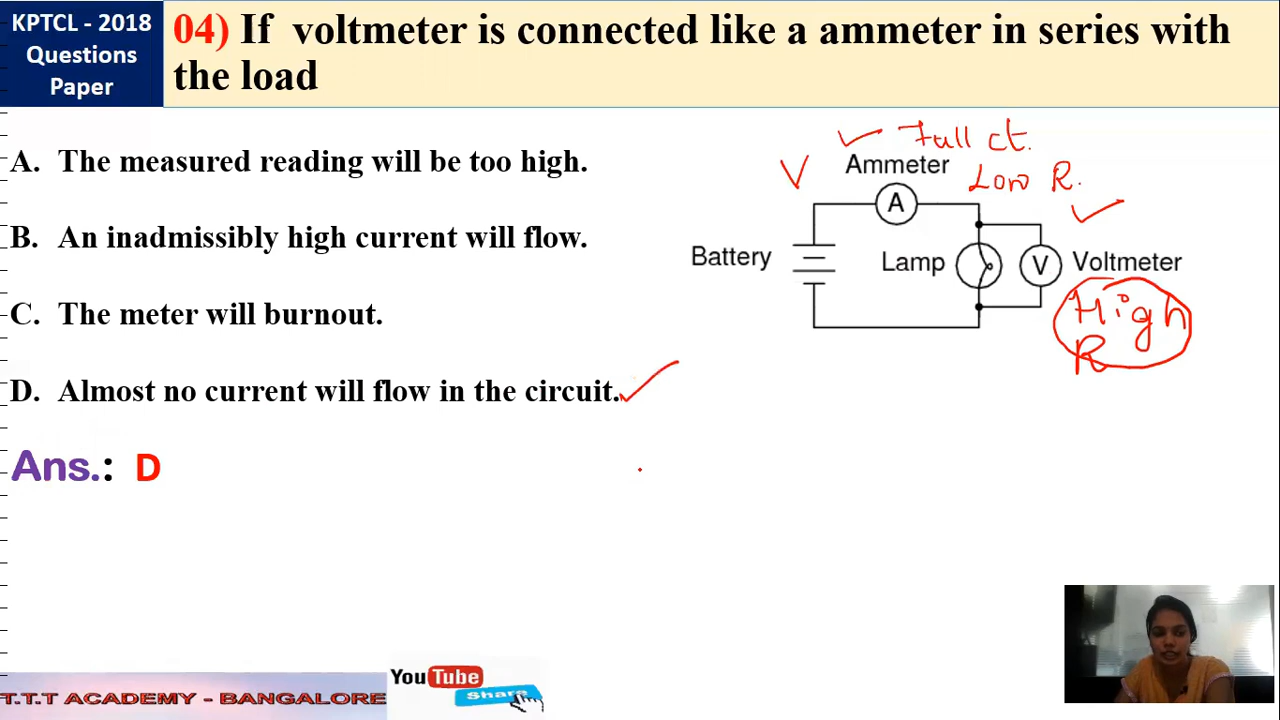 KPTCL - 2018
Questions
Paper
04) If voltmeter is connected like a ammeter in series with
the load
A. The measured reading will be too high.
B. An inadmissibly high current will flow.
C. The meter will burnout.
D. Almost no current will flow in the circuit.
Ans.: D
V
Full ct.
Ammeter
Low R.
A
Battery
Lamp
V
Voltmeter
High
R
T.T.T ACADEMY - BANGALORE
YouTube
Share